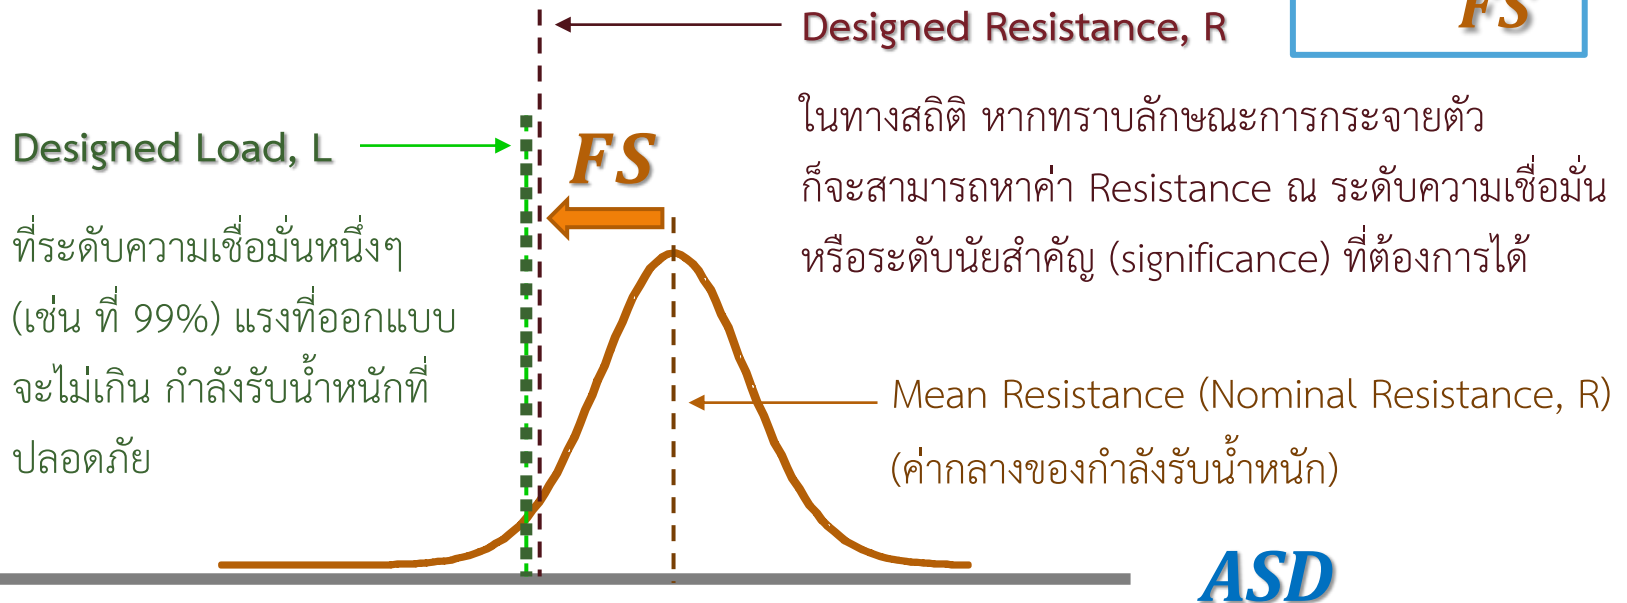 Designed Resistance, R
FS
ในทางสถิติ หากทราบลักษณะการกระจายตัว
ก็จะสามารถหาค่า Resistance ณ ระดับความเชื่อมั่น
หรือระดับนัยสำคัญ (significance) ที่ต้องการได้
Designed Load, L
FS
ที่ระดับความเชื่อมั่นหนึ่งๆ
(เช่น ที่ 99%) แรงที่ออกแบบ
จะไม่เกิน กำลังรับน้ำหนักที่
ปลอดภัย
Mean Resistance (Nominal Resistance, R)
(ค่ากลางของกำลังรับน้ำหนัก)
ASD